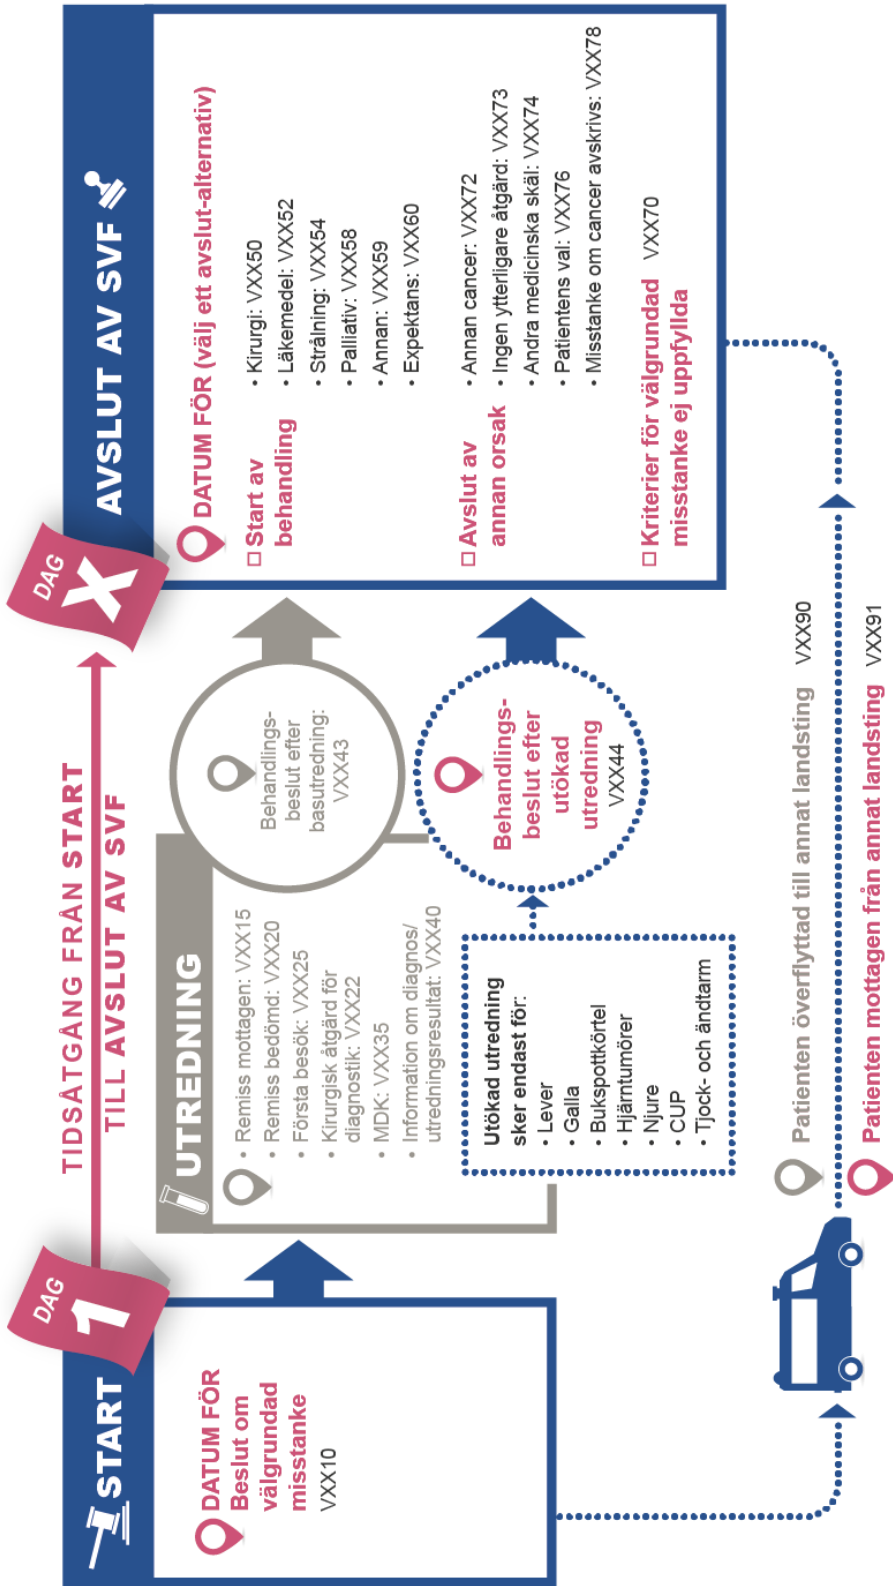 TIDSÅTGÅNG FRÅN START
TILL AVSLUT AV SVF
DAG
1
START
DATUM FÖR
Beslut om
välgrundad
misstanke
VXX10
UTREDNING
• Remiss mottagen: VXX15
• Remiss bedömd: VXX20
• Första besök: VXX25
• Kirurgisk åtgärd för
diagnostik: VXX22
• MDK: VXX35
• Information om diagnos/
utredningsresultat: VXX40
Utökad utredning
sker endast för:
• Lever
• Galla
• Bukspottkörtel
• Hjärntumörer
• Njure
• CUP
• Tjock- och ändtarm
Behandlings-
beslut efter
basutredning:
VXX43
Behandlings-
beslut efter
utökad
utredning
VXX44
DAG
X
AVSLUT AV SVF
DATUM FÖR (välj ett avslut-alternativ)
Start av
behandling
• Kirurgi: VXX50
• Läkemedel: VXX52
• Strålning: VXX54
• Palliativ: VXX58
• Annan: VXX59
• Expektans: VXX60
Avslut av
annan orsak
• Annan cancer: VXX72
• Ingen ytterligare åtgärd: VXX73
• Andra medicinska skäl: VXX74
• Patientens val: VXX76
• Misstanke om cancer avskrivs: VXX78
Kriterier för välgrundad VXX70
misstanke ej uppfyllda
Patienten överflyttad till annat landsting VXX90
Patienten mottagen från annat landsting VXX91